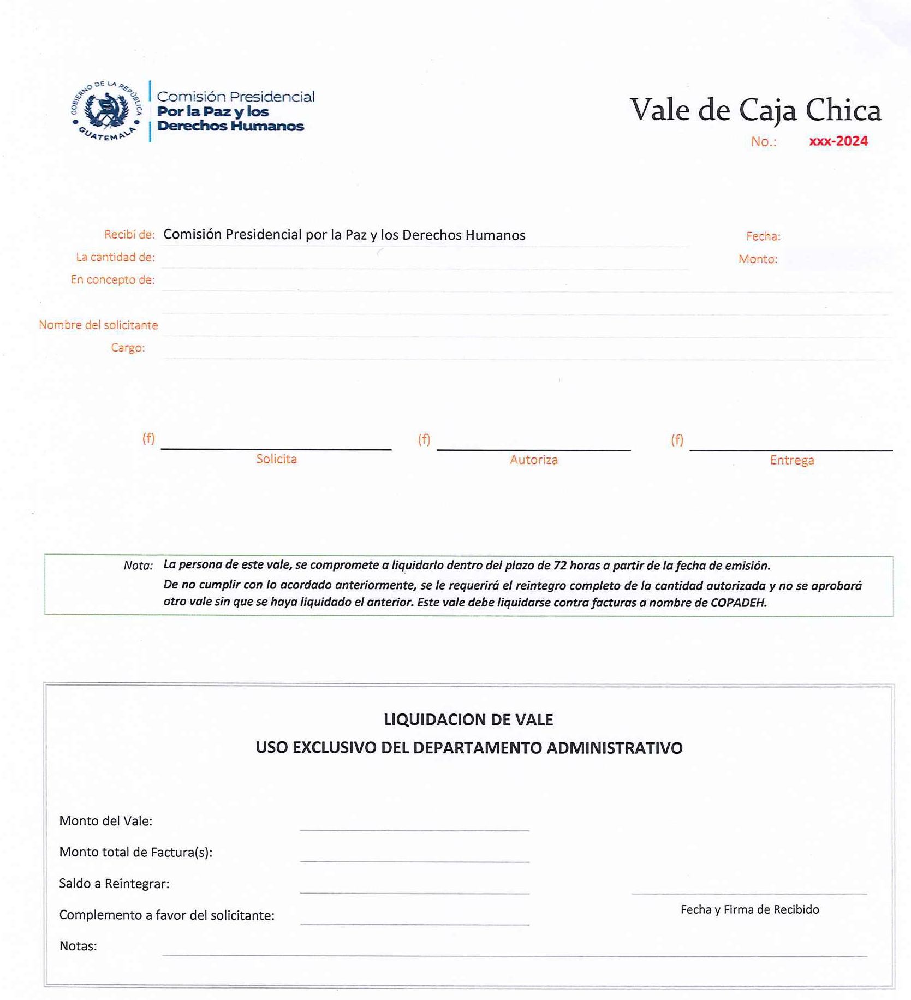 GOBIERNO DE LA REPÚBLICA
GUATEMALA
Comisión Presidencial
Por la Paz y los
Derechos Humanos
Vale de Caja Chica
No.: xxx-2024
Recibí de: Comisión Presidencial por la Paz y los Derechos Humanos Fecha:
La cantidad de: Monto:
En concepto de:
Nombre del solicitante
Cargo:
(f) (f) (f)
Solicita Autoriza Entrega
Nota: La persona de este vale, se compromete a liquidarlo dentro del plazo de 72 horas a partir de la fecha de emisión.
De no cumplir con lo acordado anteriormente, se le requerirá el reintegro completo de la cantidad autorizada y no se aprobará
otro vale sin que se haya liquidado el anterior. Este vale debe liquidarse contra facturas a nombre de COPADEH.
LIQUIDACION DE VALE
USO EXCLUSIVO DEL DEPARTAMENTO ADMINISTRATIVO
Monto del Vale:
Monto total de Factura(s):
Saldo a Reintegrar:
Complemento a favor del solicitante:
Fecha y Firma de Recibido
Notas: